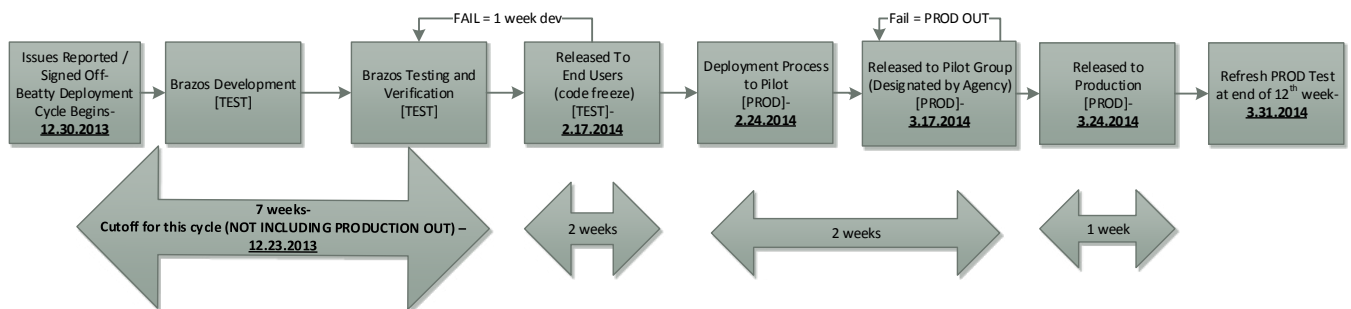 FAIL = 1 week dev
Fail = PROD OUT
Issues Reported /
Signed Off-
Beatty Deployment
Cycle Begins-
12.30.2013
Brazos Development
[TEST]
Brazos Testing and
Verification
[TEST]
Released To
End Users
(code freeze)
[TEST]-
2.17.2014
Deployment Process
to Pilot
[PROD]-
2.24.2014
Released to Pilot Group
(Designated by Agency)
[PROD]-
3.17.2014
Released to
Production
[PROD]-
3.24.2014
Refresh PROD Test
at end of 12th week-
3.31.2014
7 weeks-
Cutoff for this cycle (NOT INCLUDING PRODUCTION OUT) –
12.23.2013
2 weeks
2 weeks
1 week